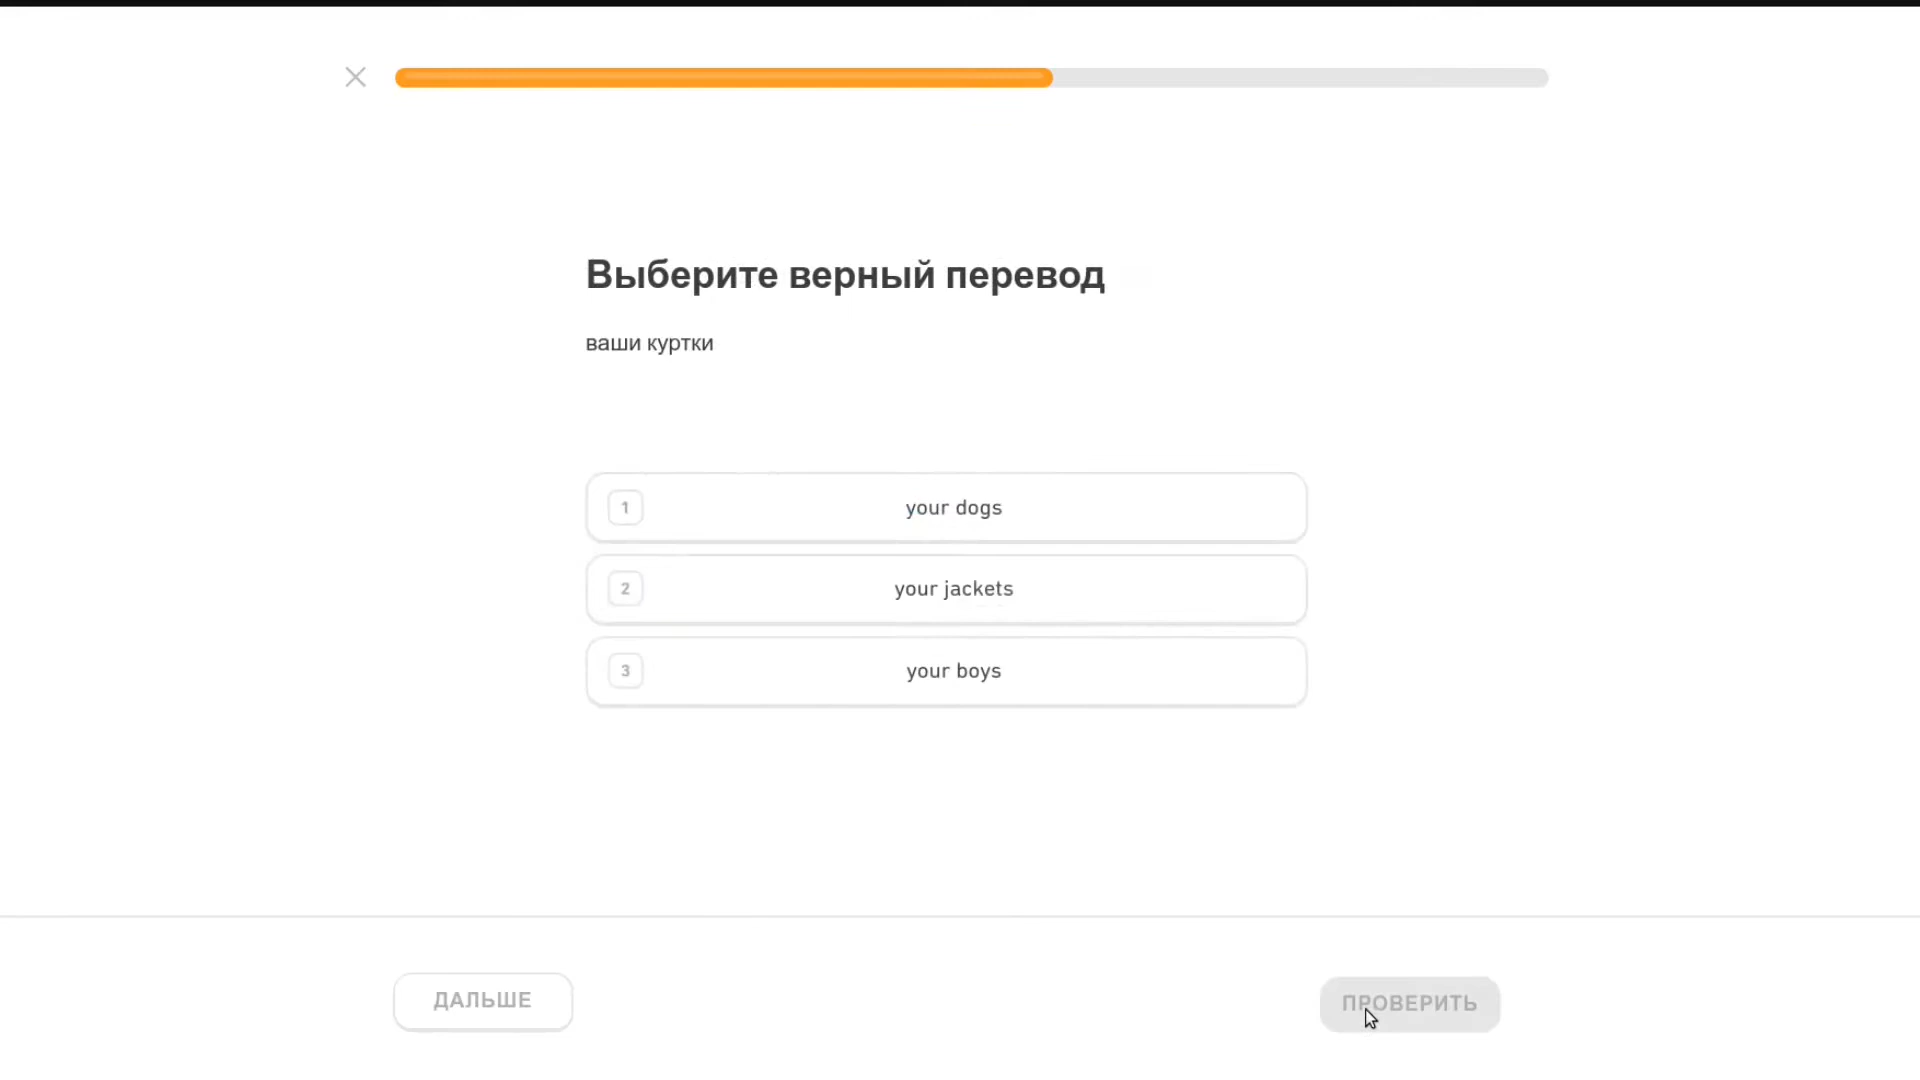 Выберите верный перевод
ваши куртки
1 your dogs
2 your jackets
3 your boys
ДАЛЬШЕ
ПРОВЕРИТЬ